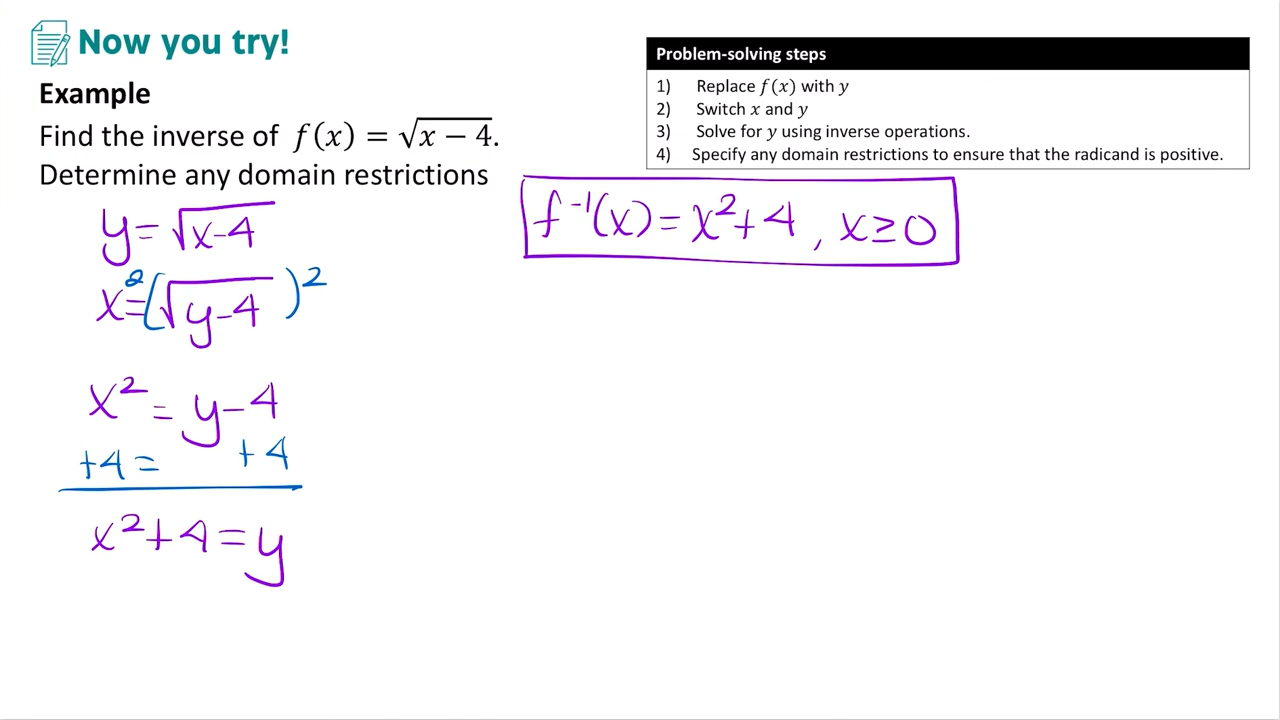 Now you try!
Example
Find the inverse of f(x) = √x − 4.
Determine any domain restrictions
Problem-solving steps
1) Replace f(x) with y
2) Switch x and y
3) Solve for y using inverse operations.
4) Specify any domain restrictions to ensure that the radicand is positive.
y = √x-4
x² = (√y-4)²
x² = y-4
+4 = +4
x²+4 = y
f⁻¹(x) = x²+4, x ≥ 0